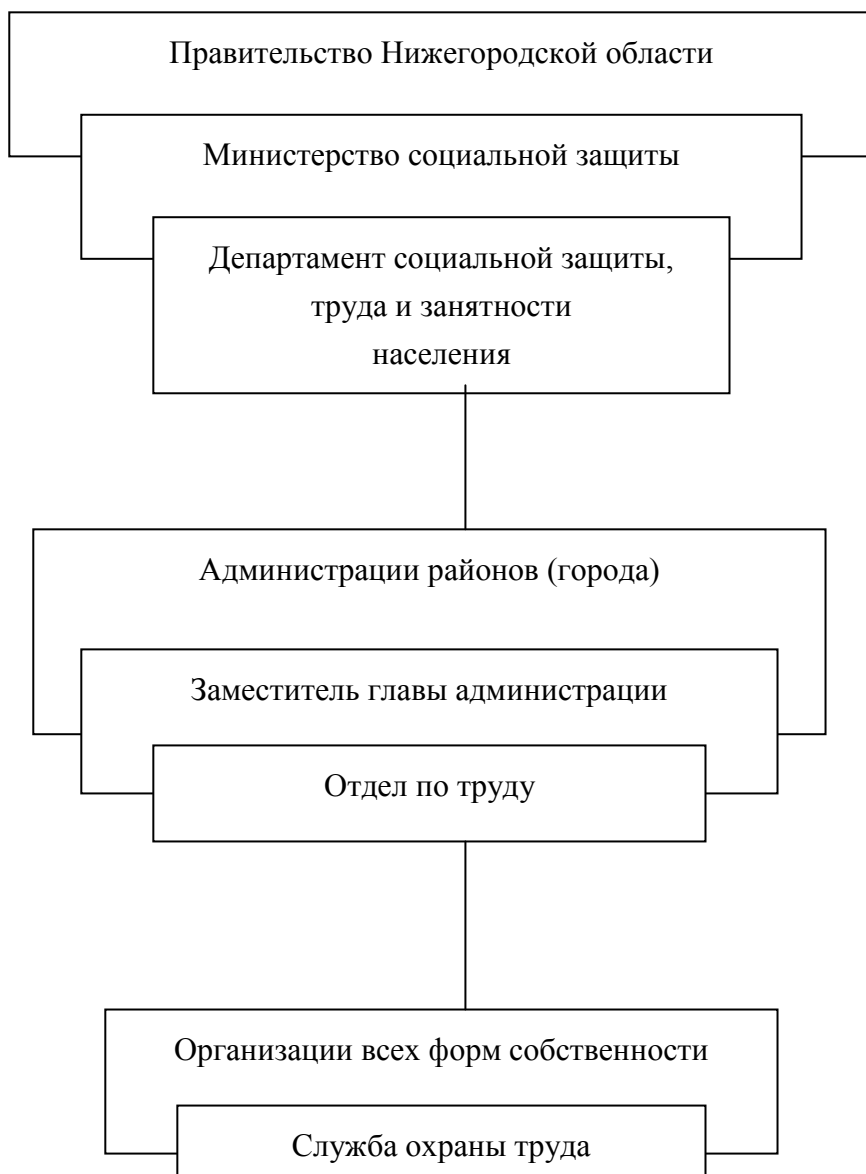 Правительство Нижегородской области
Министерство социальной защиты
Департамент социальной защиты,
труда и занятности
населения
Администрации районов (города)
Заместитель главы администрации
Отдел по труду
Организации всех форм собственности
Служба охраны труда